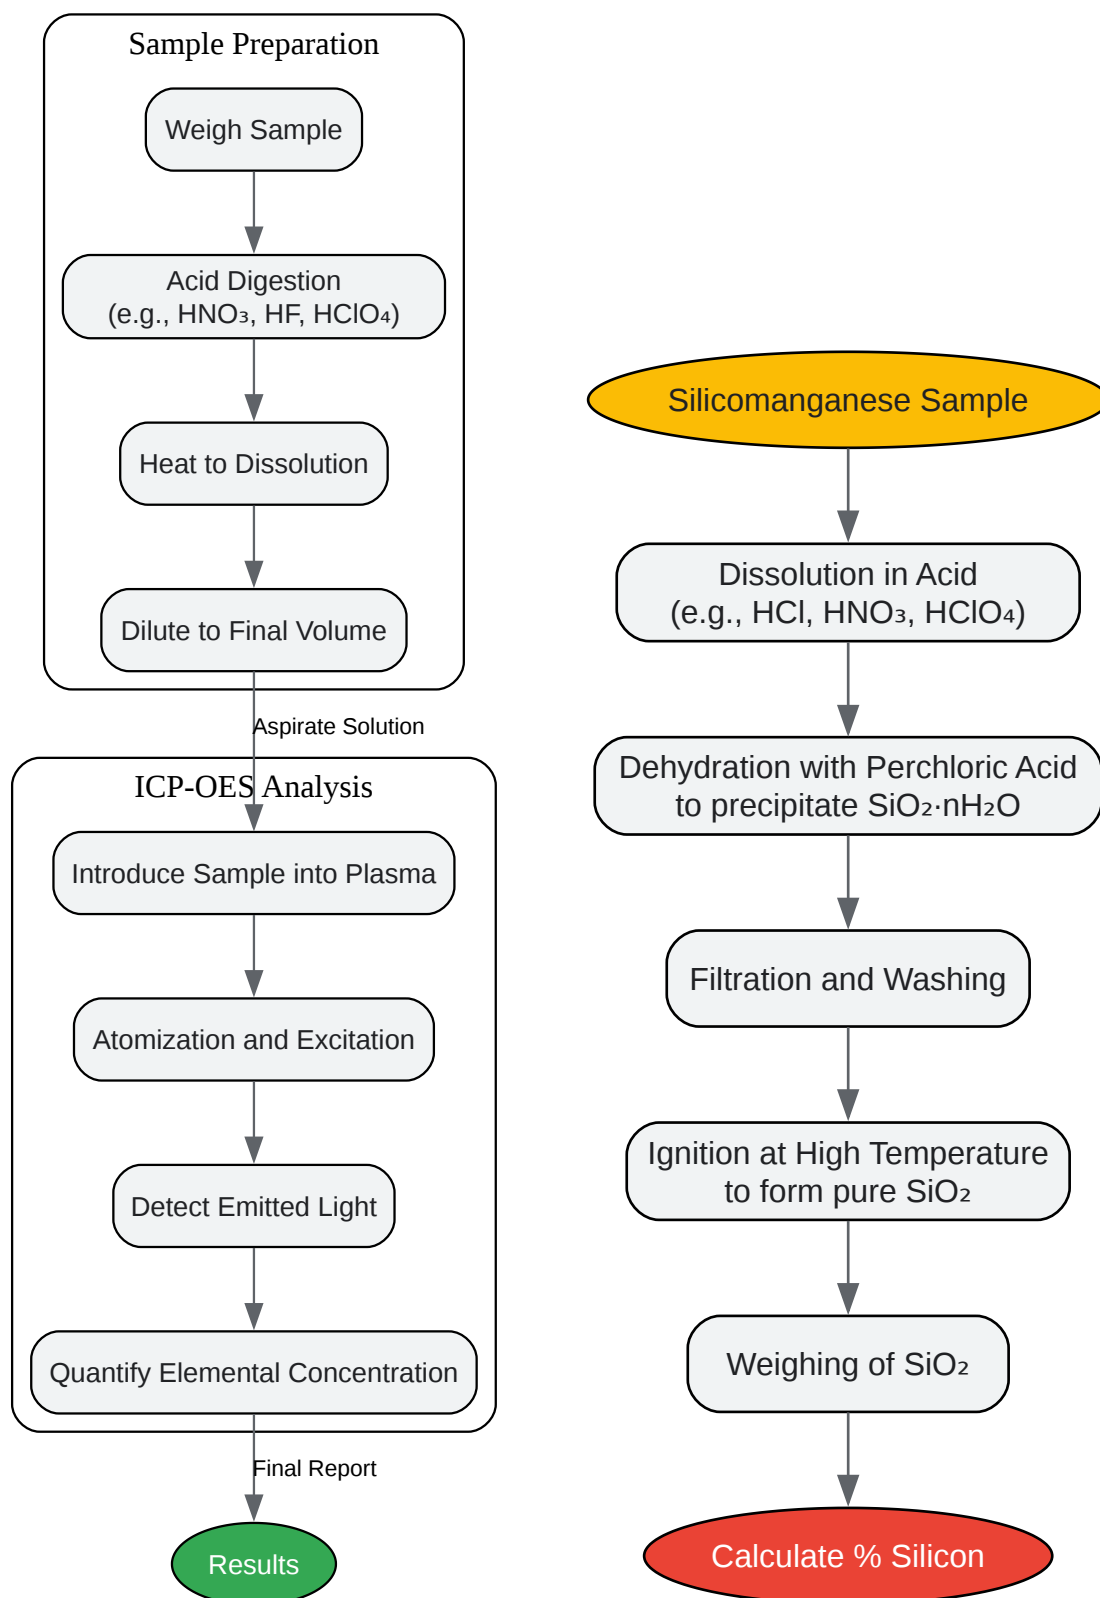 Sample Preparation
Weigh Sample
Acid Digestion
(e.g., HNO₃, HF, HClO₄)
Heat to Dissolution
Dilute to Final Volume
Aspirate Solution
ICP-OES Analysis
Introduce Sample into Plasma
Atomization and Excitation
Detect Emitted Light
Quantify Elemental Concentration
Final Report
Results
Silicomanganese Sample
Dissolution in Acid
(e.g., HCl, HNO₃, HClO₄)
Dehydration with Perchloric Acid
to precipitate SiO₂·nH₂O
Filtration and Washing
Ignition at High Temperature
to form pure SiO₂
Weighing of SiO₂
Calculate % Silicon